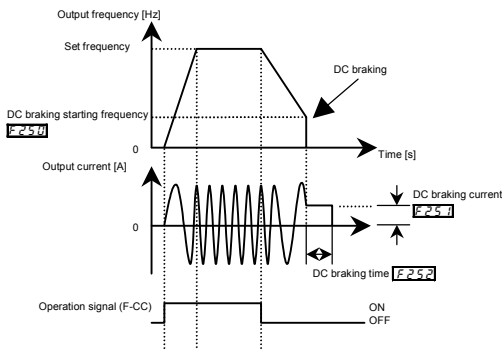 Output frequency [Hz]
Set frequency
DC braking
DC braking starting frequency
F250
0
Time [s]
Output current [A]
DC braking current
F251
0
DC braking time F252
Operation signal (F-CC)
ON
OFF